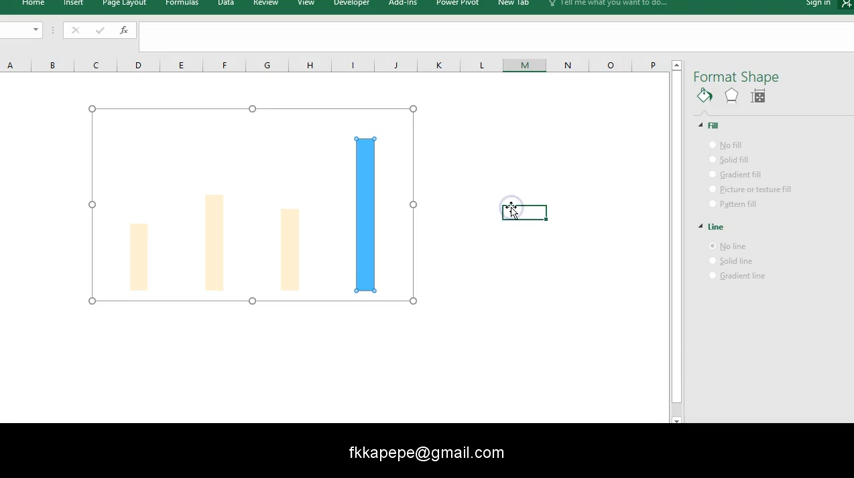 Home Insert Page Layout Formulas Data Review View Developer Add-Ins Power Pivot New Tab Tell me what you want to do... Sign in
fx
A B C D E F G H I J K L M N O P
Format Shape
Fill
No fill
Solid fill
Gradient fill
Picture or texture fill
Pattern fill
Line
No line
Solid line
Gradient line
fkkapepe@gmail.com